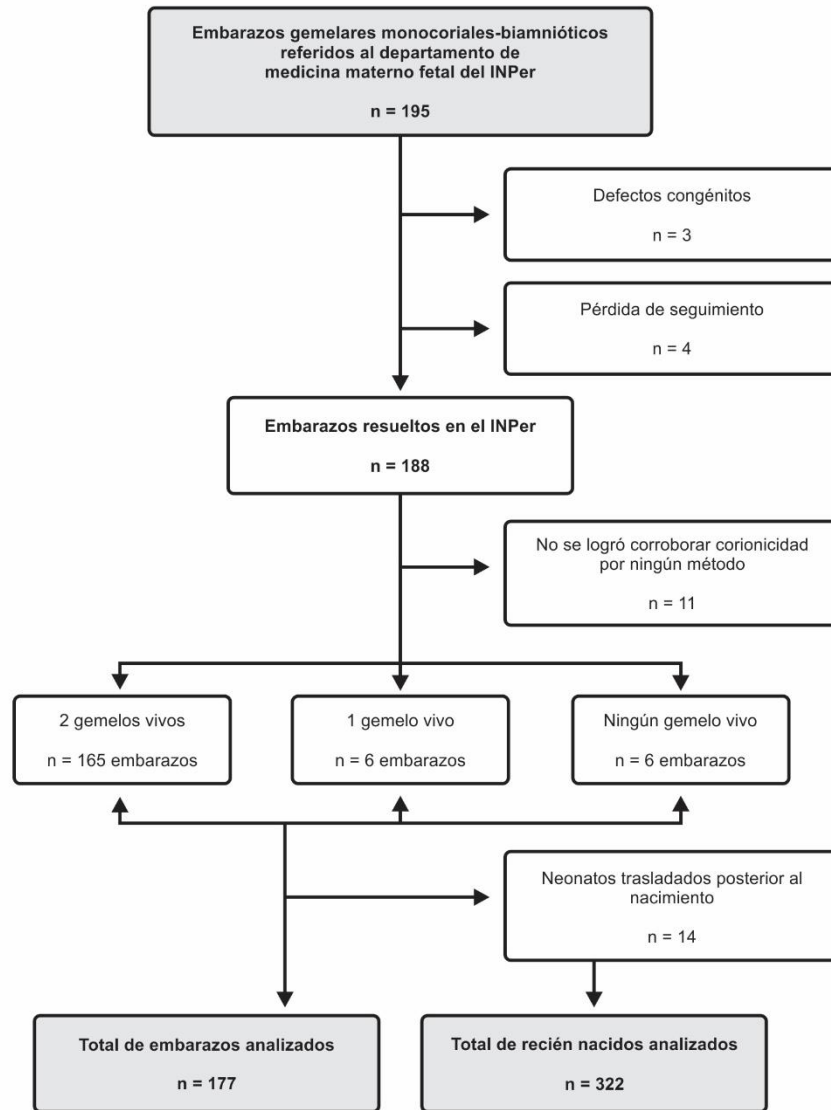 Embarazos gemelares monocoriales-biamnióticos
referidos al departamento de
medicina materno fetal del INPer
n = 195
Defectos congénitos
n = 3
Pérdida de seguimiento
n = 4
Embarazos resueltos en el INPer
n = 188
No se logró corroborar corionicidad
por ningún método
n = 11
2 gemelos vivos
n = 165 embarazos
1 gemelo vivo
n = 6 embarazos
Ningún gemelo vivo
n = 6 embarazos
Neonatos trasladados posterior al
nacimiento
n = 14
Total de embarazos analizados
n = 177
Total de recién nacidos analizados
n = 322